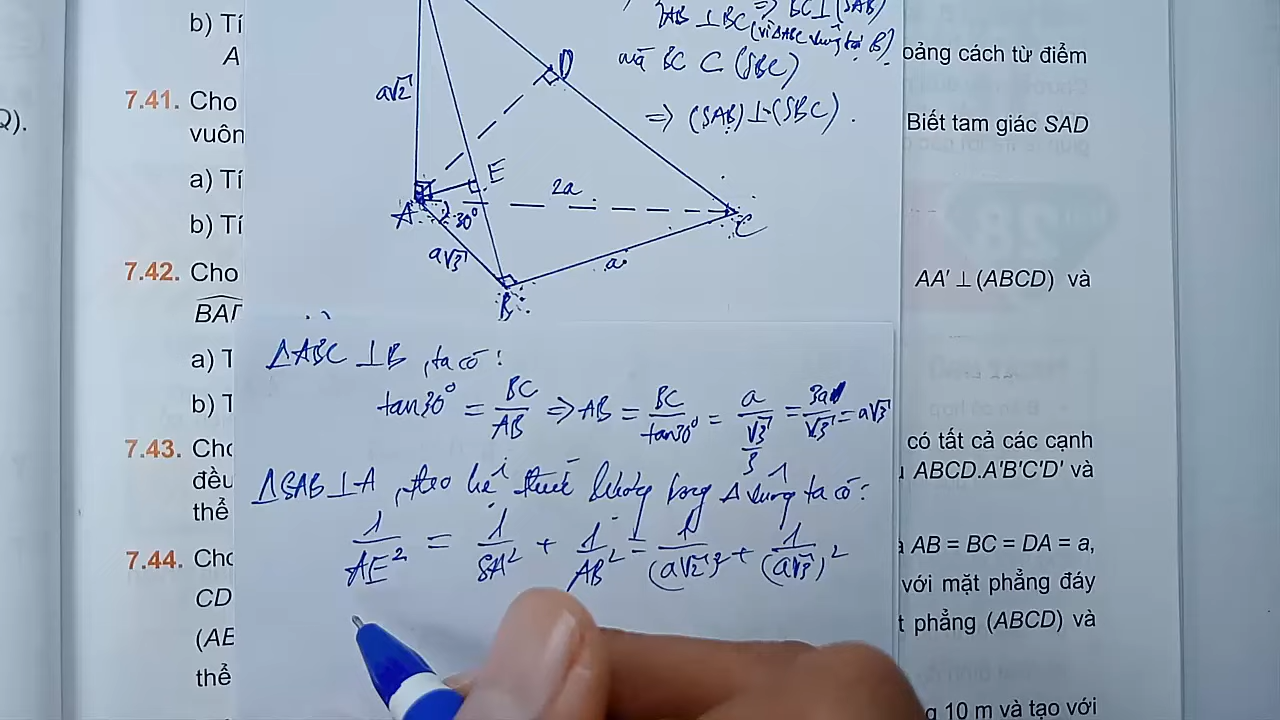 b) Tí
A
7.41. Cho
vuôn
a) Tí
b) Tí
7.42. Cho
BAD
a) T
b) T
7.43. Cho
đều
thể
7.44. Cho
CD
(AE
thể
Q).
AB ⊥ BC (vì ΔABC vuông tại B)
=> BC ⊥ (SAB)
mà BC ⊂ (SBC)
=> (SAB) ⊥ (SBC).
a√2
D
E
2a
A
30°
C
a√3
a
B
ΔABC ⊥ B, ta có:
tan30° = BC/AB => AB = BC/tan30° = a/(√3/3) = 3a/√3 = a√3
ΔSAB ⊥ A, theo hệ thức lượng trong Δ vuông ta có:
1/AE² = 1/SA² + 1/AB² = 1/(a√2)² + 1/(a√3)²
oảng cách từ điểm
Biết tam giác SAD
AA' ⊥ (ABCD) và
có tất cả các cạnh
ABCD.A'B'C'D' và
AB = BC = DA = a,
với mặt phẳng đáy
t phẳng (ABCD) và
g 10 m và tạo với